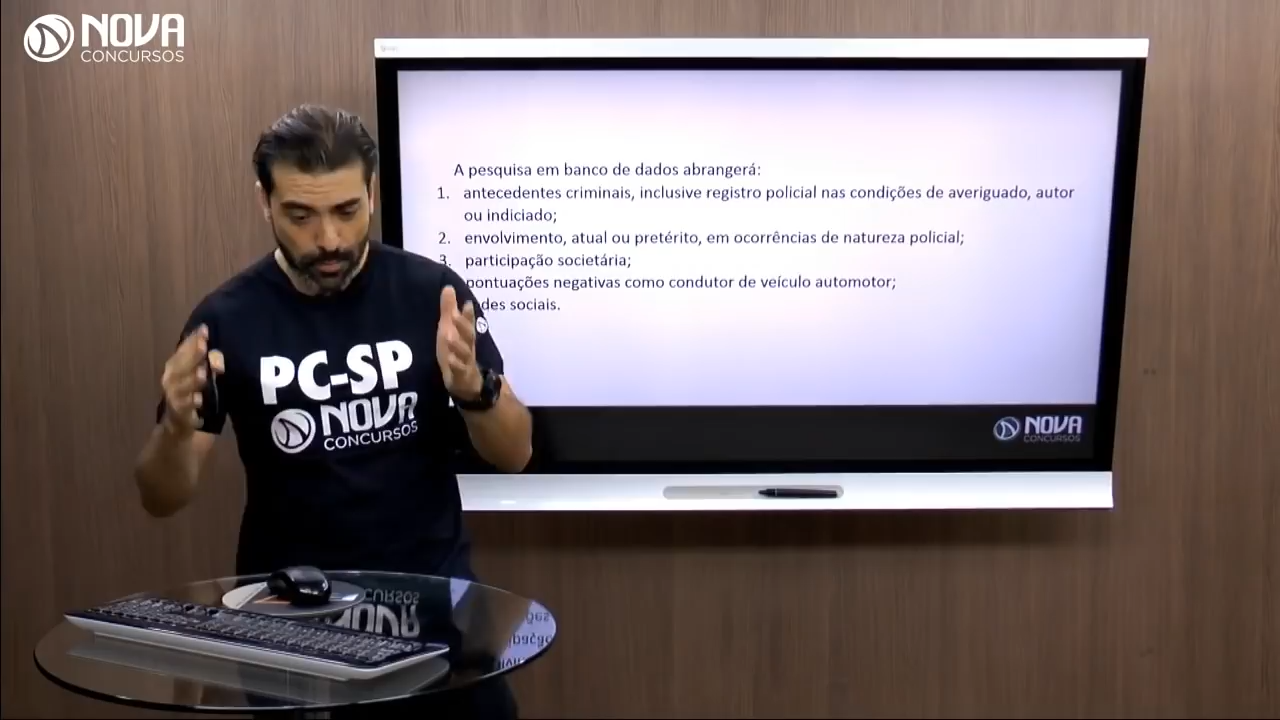 NOVA
CONCURSOS
A pesquisa em banco de dados abrangerá:
1. antecedentes criminais, inclusive registro policial nas condições de averiguado, autor
ou indiciado;
2. envolvimento, atual ou pretérito, em ocorrências de natureza policial;
3. participação societária;
pontuações negativas como condutor de veículo automotor;
sociais.
PC-SP
NOVA
CONCURSOS
NOVA
CONCURSOS